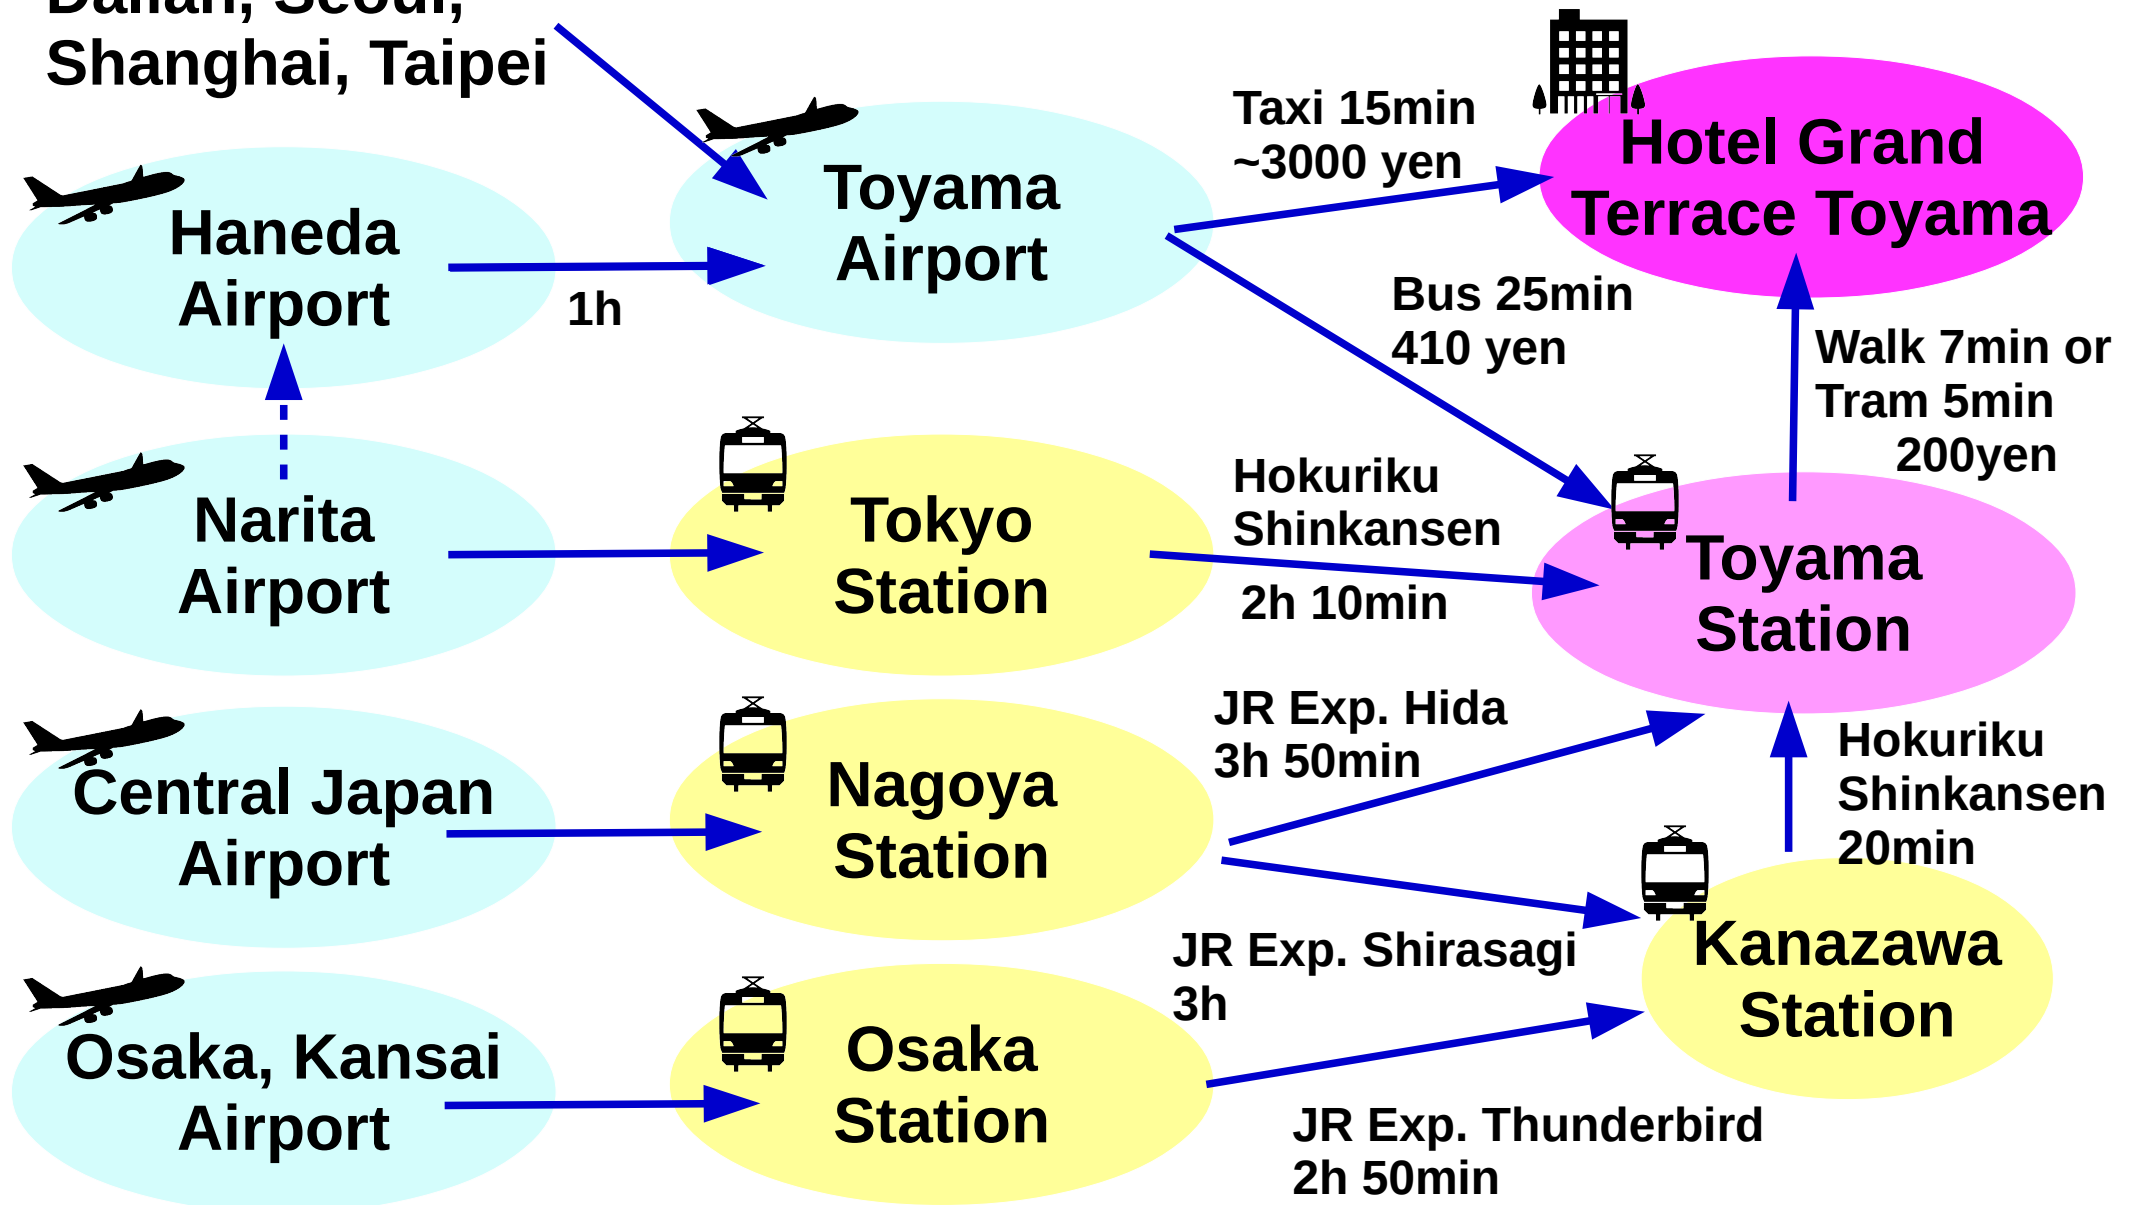 Dalian, Seoul,
Shanghai, Taipei
Haneda
Airport
1h
Toyama
Airport
Taxi 15min
~3000 yen
Hotel Grand
Terrace Toyama
Bus 25min
410 yen
Walk 7min or
Tram 5min
200yen
Narita
Airport
Tokyo
Station
Hokuriku
Shinkansen
2h 10min
Toyama
Station
Central Japan
Airport
Nagoya
Station
JR Exp. Hida
3h 50min
Hokuriku
Shinkansen
20min
JR Exp. Shirasagi
3h
Kanazawa
Station
Osaka, Kansai
Airport
Osaka
Station
JR Exp. Thunderbird
2h 50min